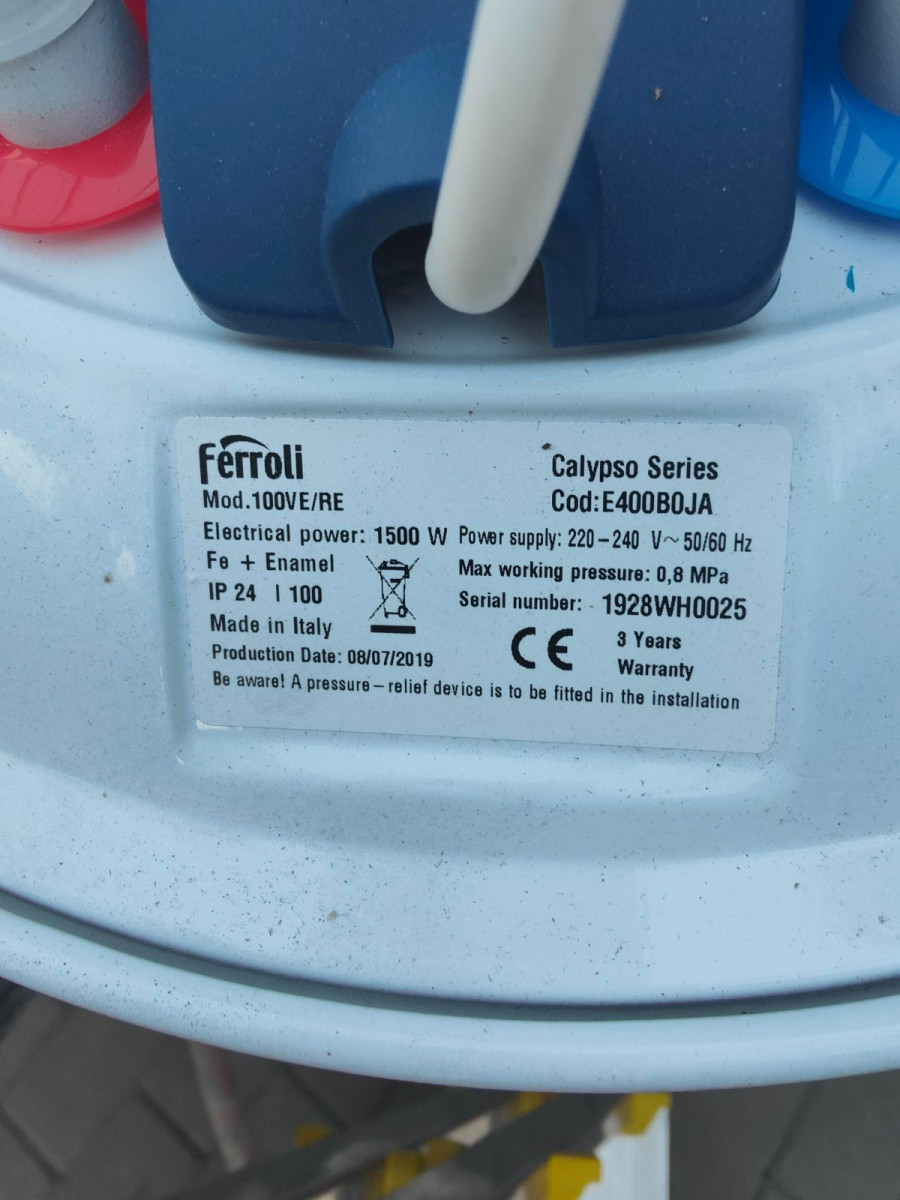 Ferroli
Calypso Series
Mod.100VE/RE
Cod:E400B0JA
Electrical power: 1500 W
Power supply: 220-240 V~ 50/60 Hz
Fe + Enamel
Max working pressure: 0,8 MPa
IP 24 I 100
Serial number: 1928WH0025
Made in Italy
CE
3 Years
Warranty
Production Date: 08/07/2019
Be aware! A pressure-relief device is to be fitted in the installation